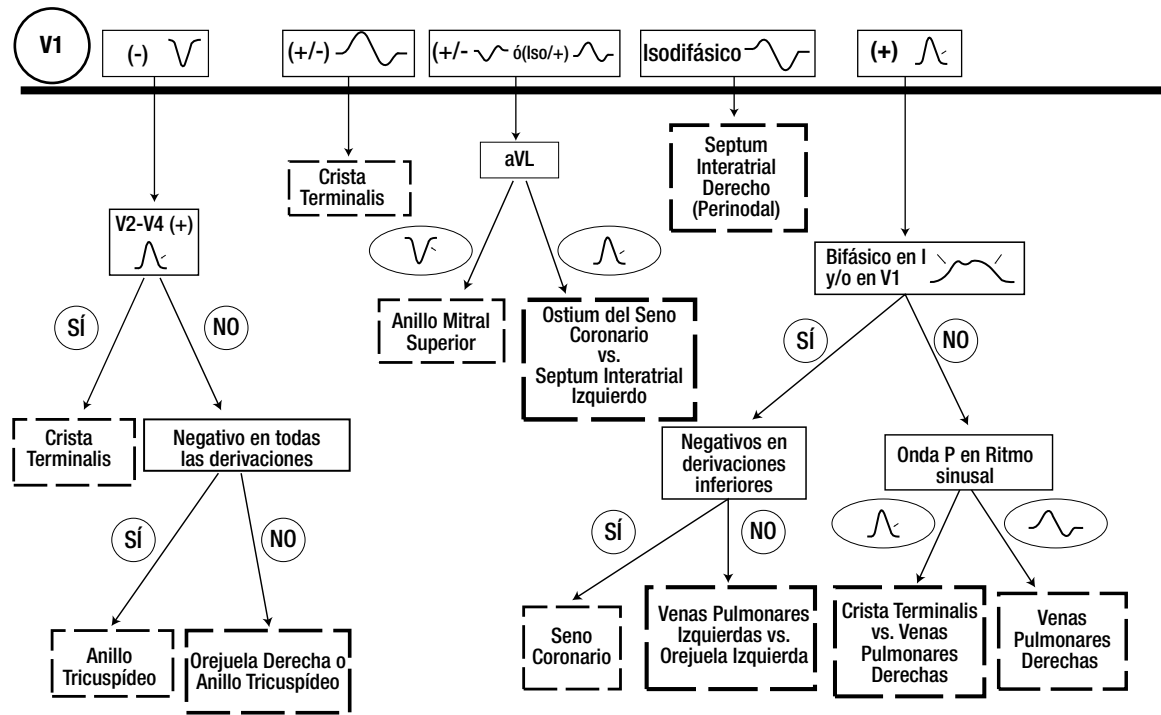 V1
(-)
(+/-)
(+/-
ó(Iso/+)
Isodifásico
(+)
aVL
Septum
Interatrial
Derecho
(Perinodal)
Crista
Terminalis
V2-V4 (+)
Bifásico en I
y/o en V1
SÍ
NO
Anillo Mitral
Superior
Ostium del Seno
Coronario
vs.
Septum Interatrial
Izquierdo
SÍ
NO
Crista
Terminalis
Negativo en todas
las derivaciones
Negativos en
derivaciones
inferiores
Onda P en Ritmo
sinusal
SÍ
NO
SÍ
NO
Anillo
Tricuspídeo
Orejuela Derecha o
Anillo Tricuspídeo
Seno
Coronario
Venas Pulmonares
Izquierdas vs.
Orejuela Izquierda
Crista Terminalis
vs. Venas
Pulmonares
Derechas
Venas
Pulmonares
Derechas